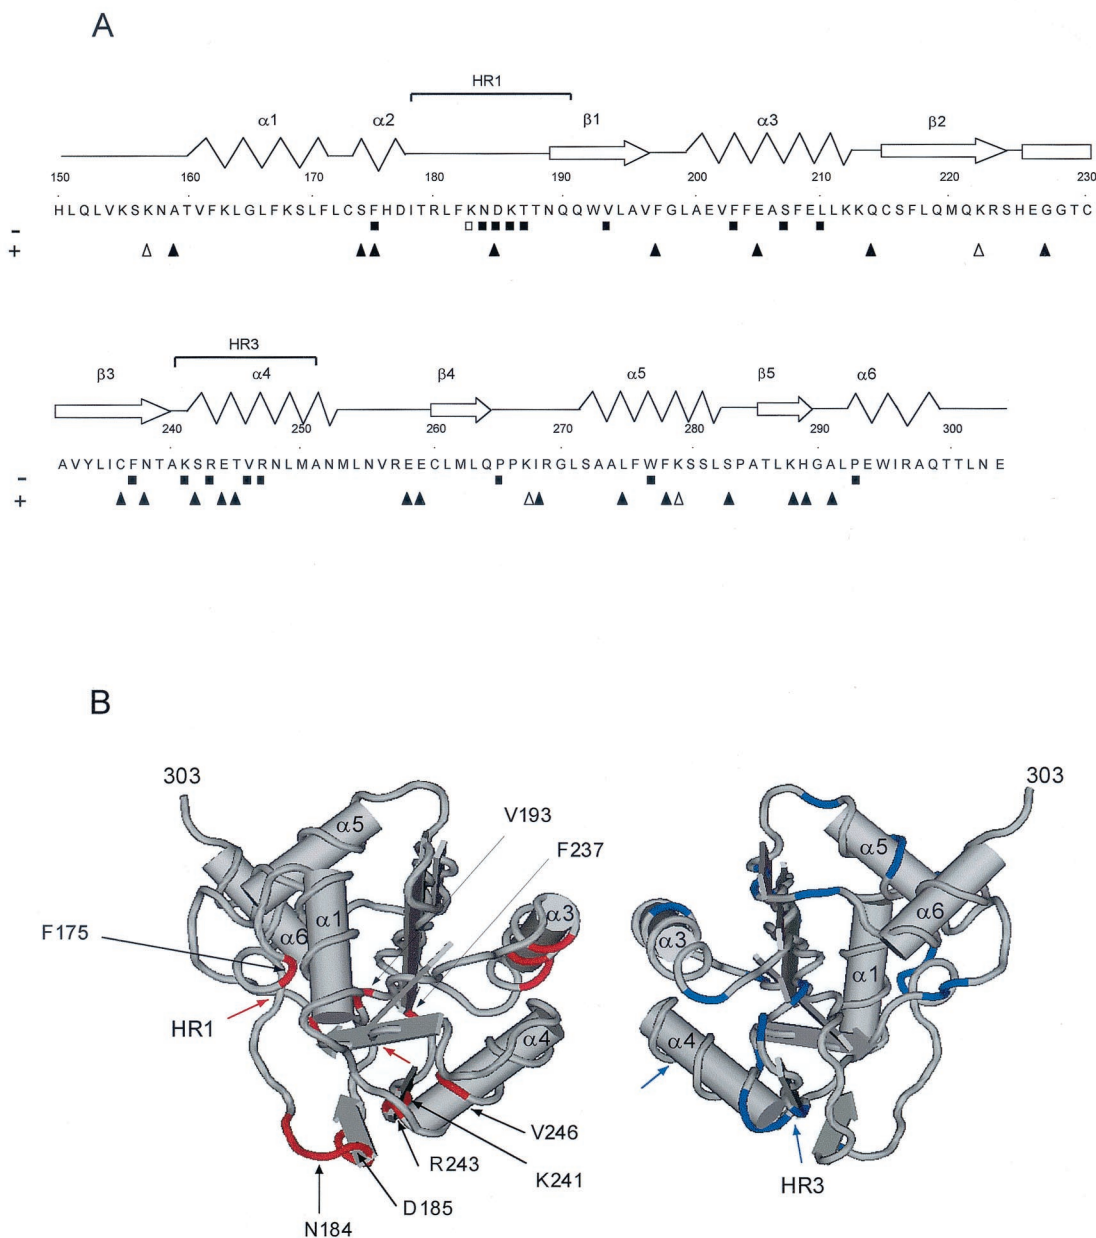 A
HR1
α1 α2 β1 α3 β2
150 160 170 180 190 200 210 220 230
HLQLVKSKNATVFKLGLFKSLFLCSFHDITRLFKNDKTTNQQWVLAVFGLAEVFFEASFELLKKQCSFLQMQKRSHEGGTC
-
+
HR3
β3 α4 β4 α5 β5 α6
240 250 260 270 280 290 300
AVYLICFNTAKSRETVRNLMANMLNVREECLMLQPPKIRGLSAALFWFKSSLSPATLKHGALPEWIRAQTTLNE
-
+
B
303 303
V193
α5 α5
F237
α1 α3 α6
F175 α6 α3 α1
HR1
α4 α4
V246
R243 K241 HR3
D185
N184